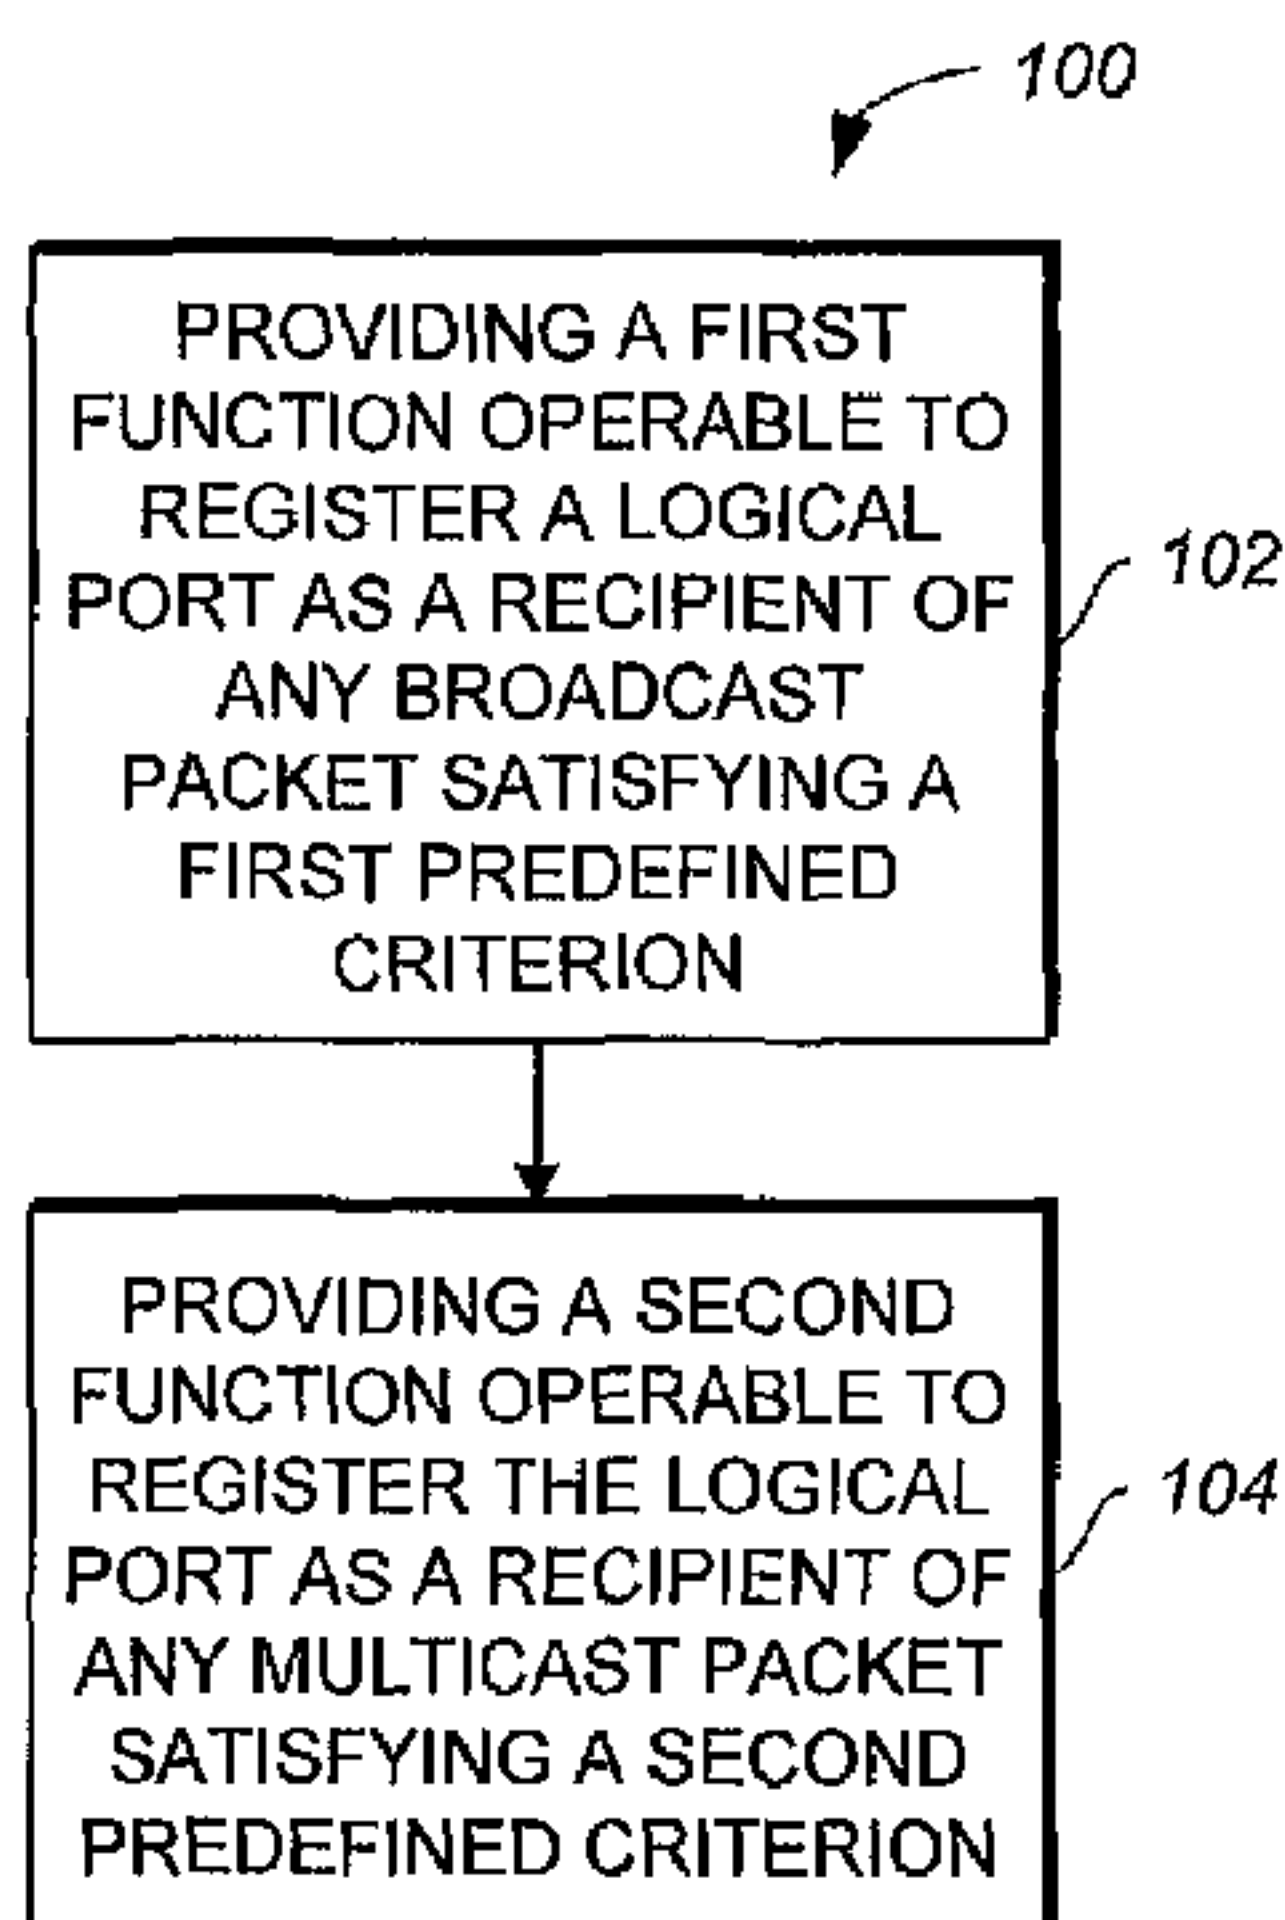 100
PROVIDING A FIRST
FUNCTION OPERABLE TO
REGISTER A LOGICAL
PORT AS A RECIPIENT OF
ANY BROADCAST
PACKET SATISFYING A
FIRST PREDEFINED
CRITERION
102
PROVIDING A SECOND
FUNCTION OPERABLE TO
REGISTER THE LOGICAL
PORT AS A RECIPIENT OF
ANY MULTICAST PACKET
SATISFYING A SECOND
PREDEFINED CRITERION
104